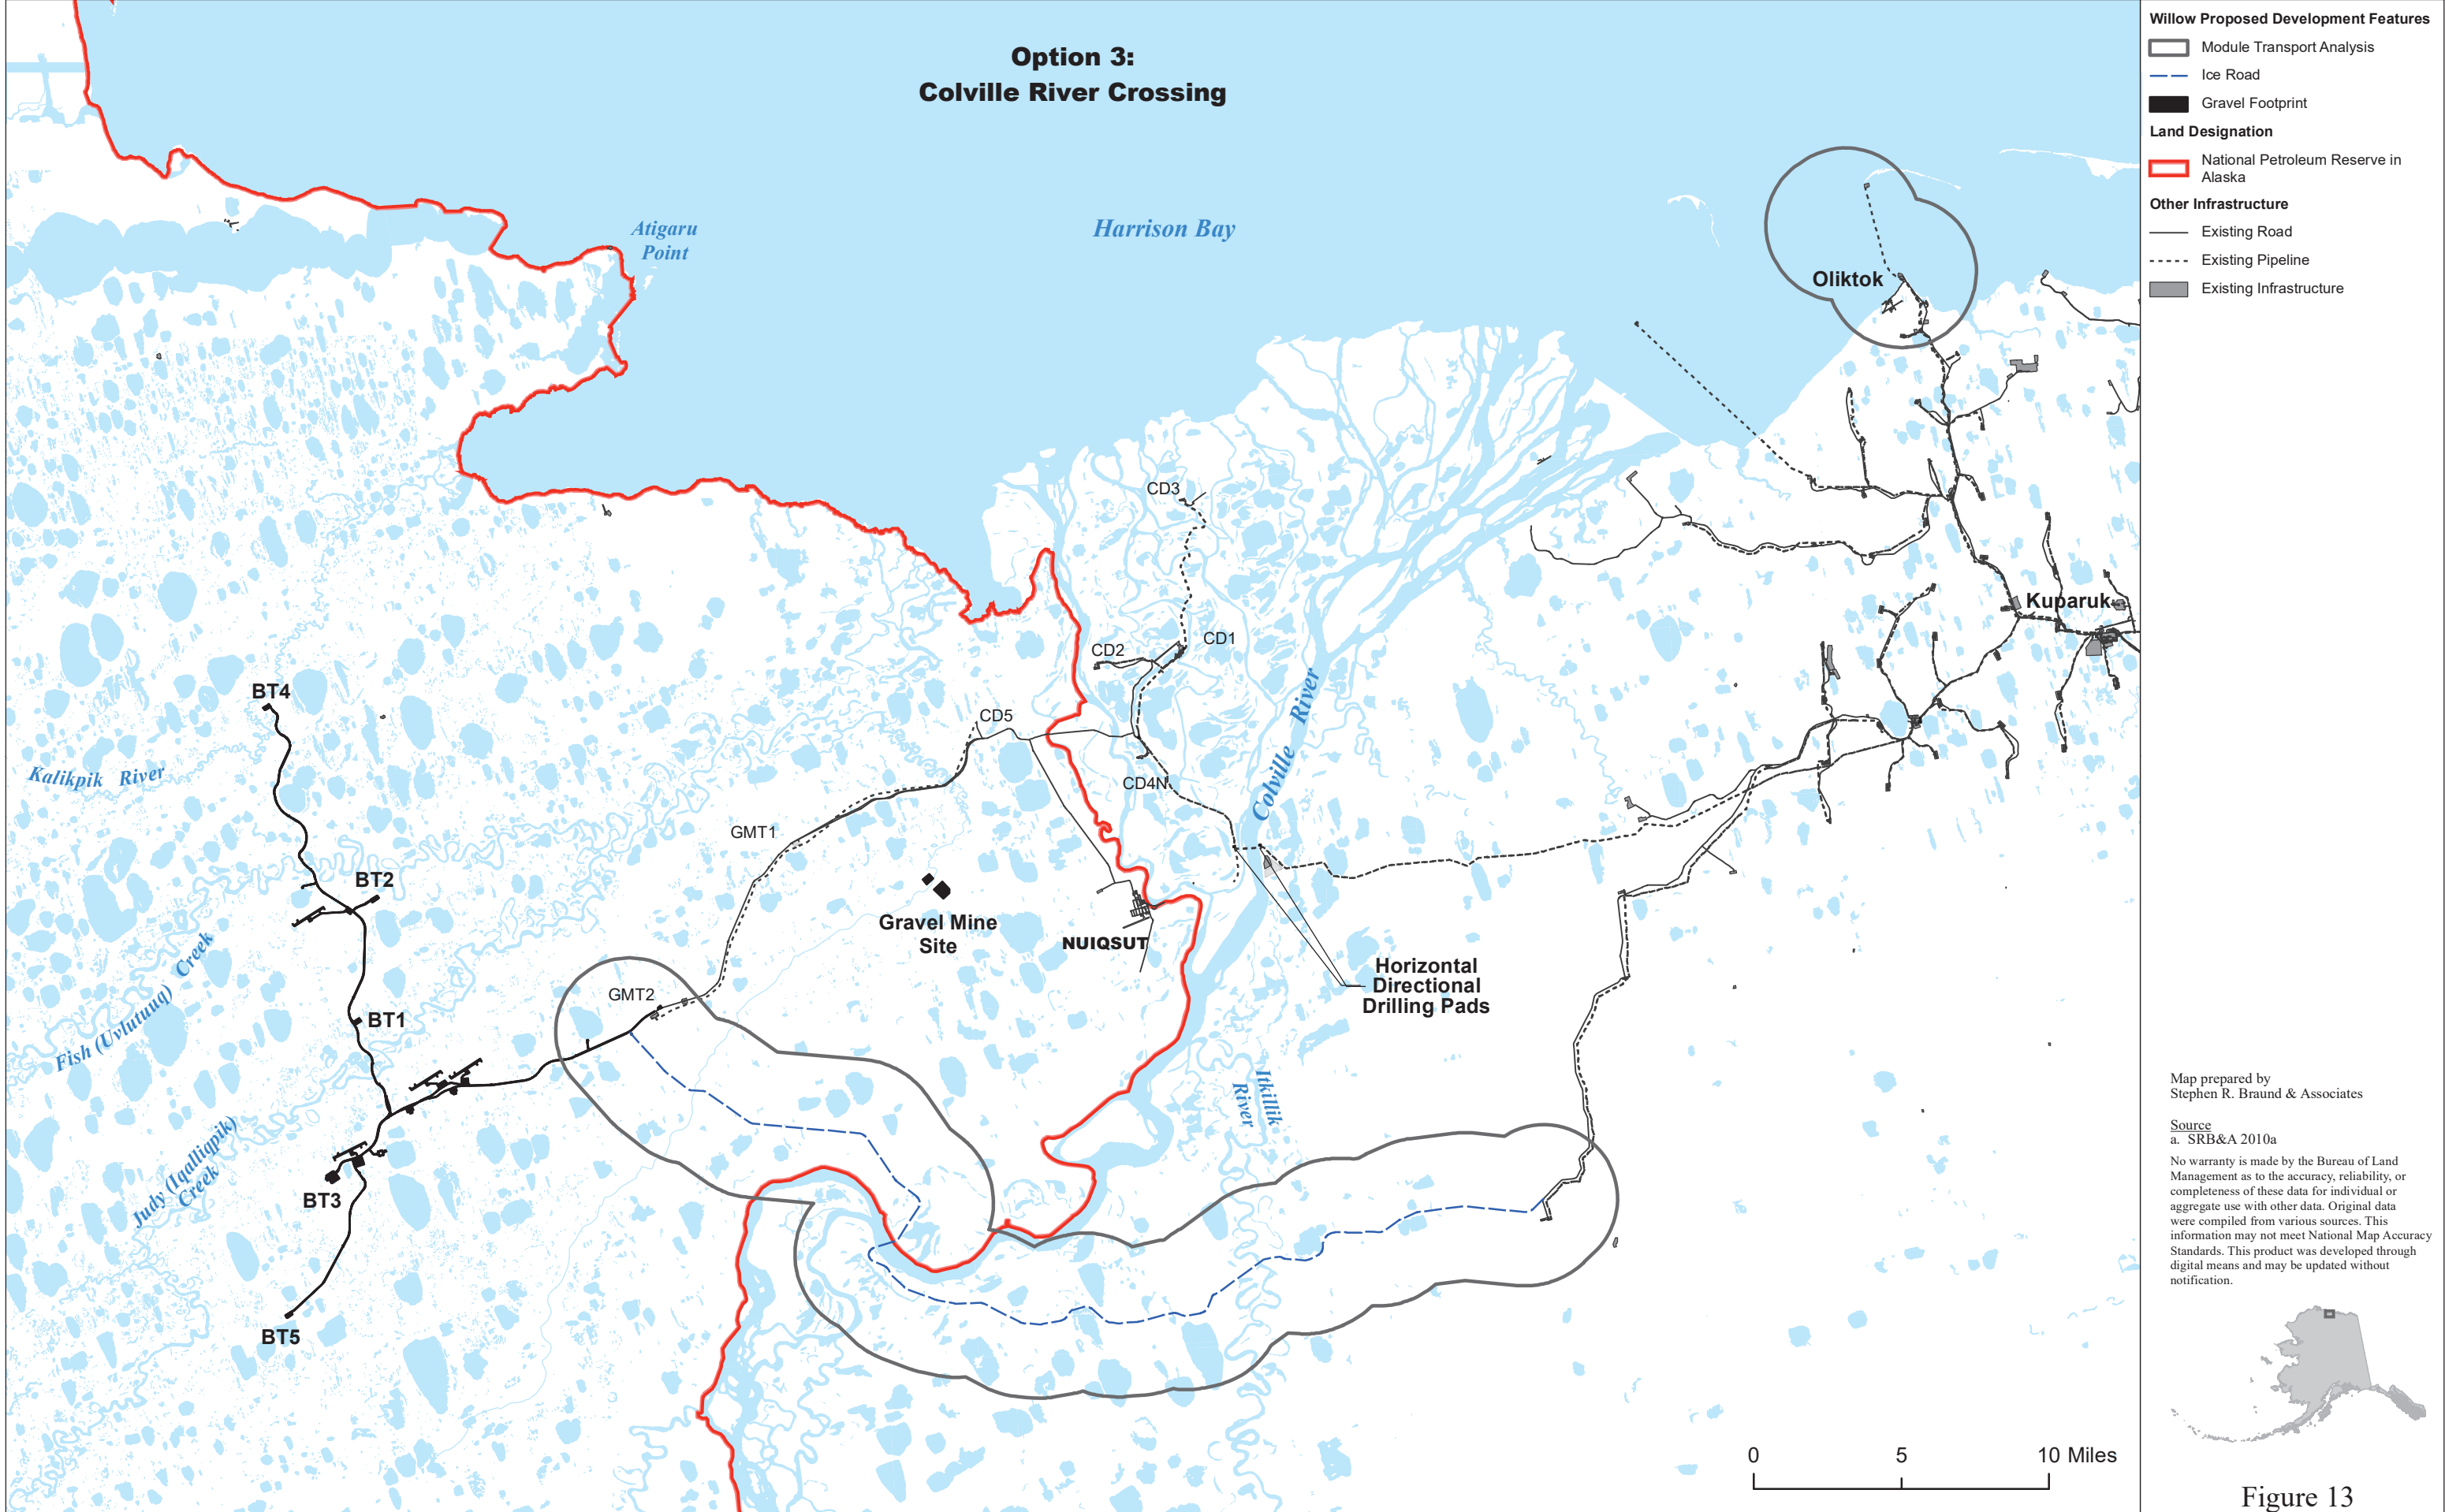 Option 3:
Colville River Crossing
Atigaru
Point
Harrison Bay
Oliktok
CD3
Kuparuk
CD1
CD2
BT4
CD5
Colville River
Kalikpik River
CD4N
GMT1
BT2
Gravel Mine
Site
NUIQSUT
Horizontal
Directional
Drilling Pads
Fish (Uvlutuuq) Creek
GMT2
BT1
Itkillik
River
Judy (Iqalliqpik)
Creek
BT3
BT5
0 5 10 Miles
Willow Proposed Development Features
Module Transport Analysis
Ice Road
Gravel Footprint
Land Designation
National Petroleum Reserve in
Alaska
Other Infrastructure
Existing Road
Existing Pipeline
Existing Infrastructure
Map prepared by
Stephen R. Braund & Associates
Source
a. SRB&A 2010a
No warranty is made by the Bureau of Land
Management as to the accuracy, reliability, or
completeness of these data for individual or
aggregate use with other data. Original data
were compiled from various sources. This
information may not meet National Map Accuracy
Standards. This product was developed through
digital means and may be updated without
notification.
Figure 13